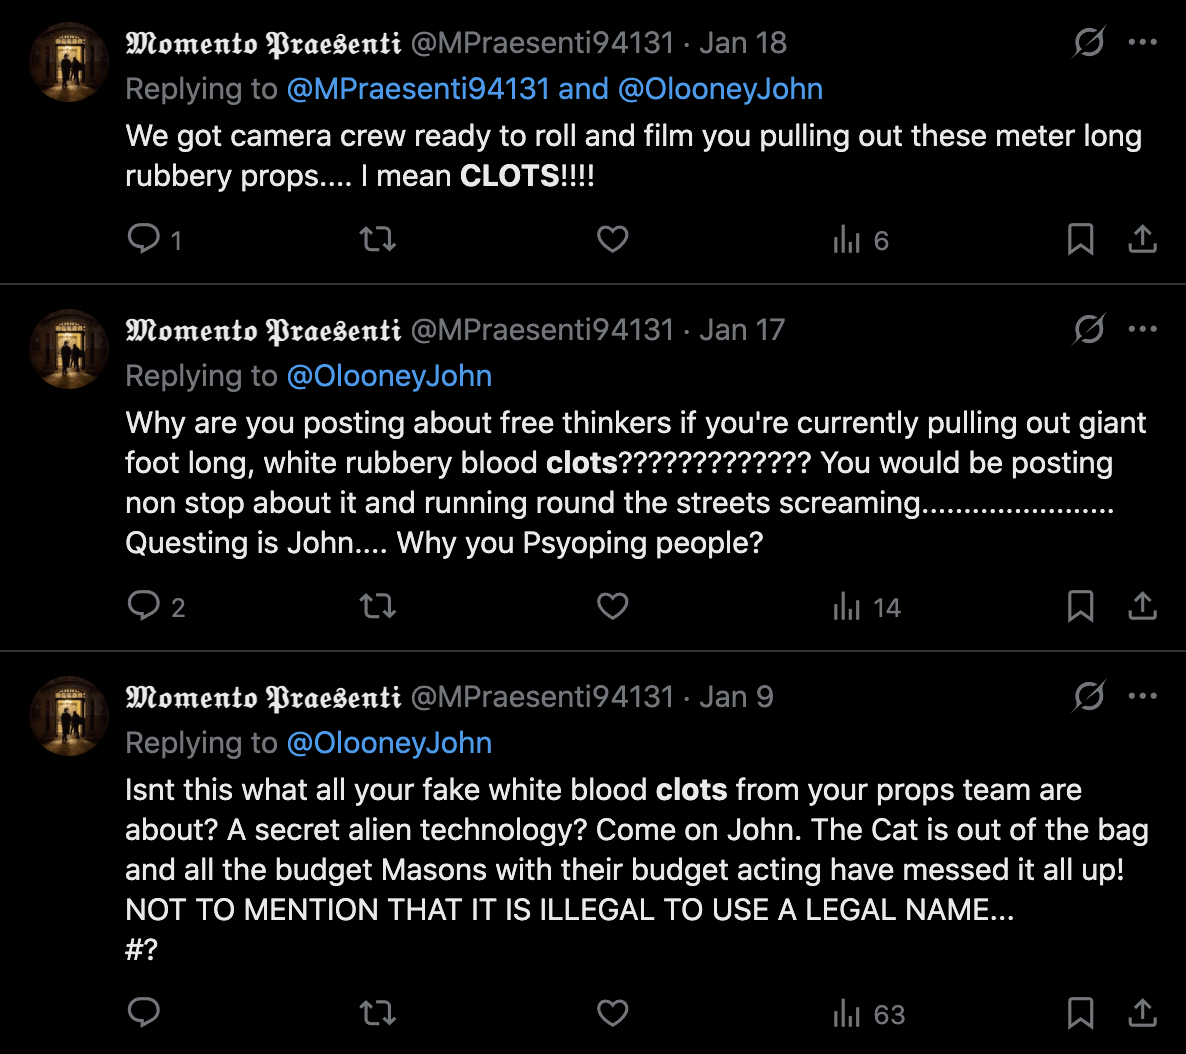 𝕸𝖔𝖒𝖊𝖓𝖙𝖔 𝕻𝖗𝖆𝖊𝖘𝖊𝖓𝖙𝖎 @MPraesenti94131 · Jan 18
Replying to @MPraesenti94131 and @OlooneyJohn
We got camera crew ready to roll and film you pulling out these meter long
rubbery props.... I mean CLOTS!!!!
1 6
𝕸𝖔𝖒𝖊𝖓𝖙𝖔 𝕻𝖗𝖆𝖊𝖘𝖊𝖓𝖙𝖎 @MPraesenti94131 · Jan 17
Replying to @OlooneyJohn
Why are you posting about free thinkers if you're currently pulling out giant
foot long, white rubbery blood clots????????????? You would be posting
non stop about it and running round the streets screaming.......................
Questing is John.... Why you Psyoping people?
2 14
𝕸𝖔𝖒𝖊𝖓𝖙𝖔 𝕻𝖗𝖆𝖊𝖘𝖊𝖓𝖙𝖎 @MPraesenti94131 · Jan 9
Replying to @OlooneyJohn
Isnt this what all your fake white blood clots from your props team are
about? A secret alien technology? Come on John. The Cat is out of the bag
and all the budget Masons with their budget acting have messed it all up!
NOT TO MENTION THAT IT IS ILLEGAL TO USE A LEGAL NAME...
#?
63